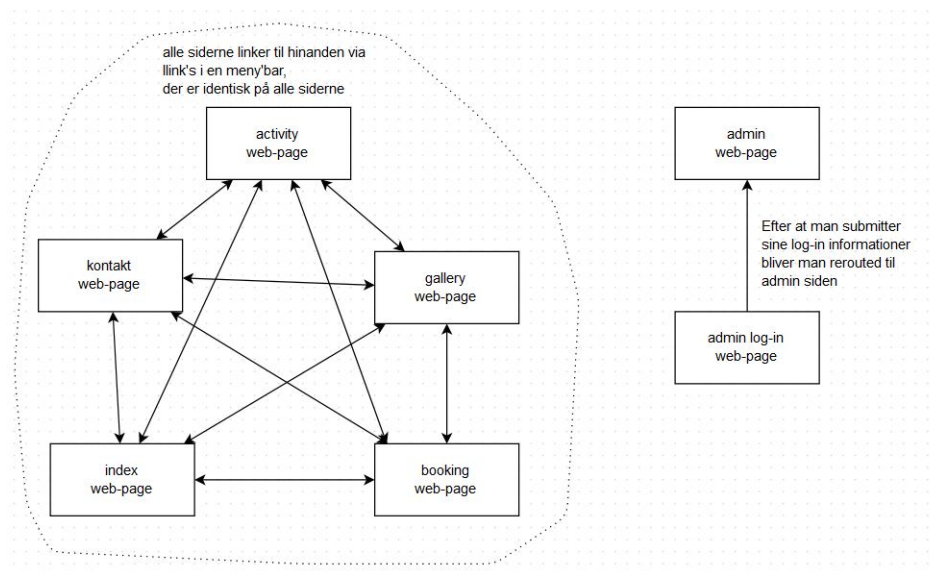 alle siderne linker til hinanden via
llink's i en meny'bar,
der er identisk på alle siderne
activity
web-page
admin
web-page
Efter at man submitter
sine log-in informationer
bliver man rerouted til
admin siden
kontakt
web-page
gallery
web-page
admin log-in
web-page
index
web-page
booking
web-page